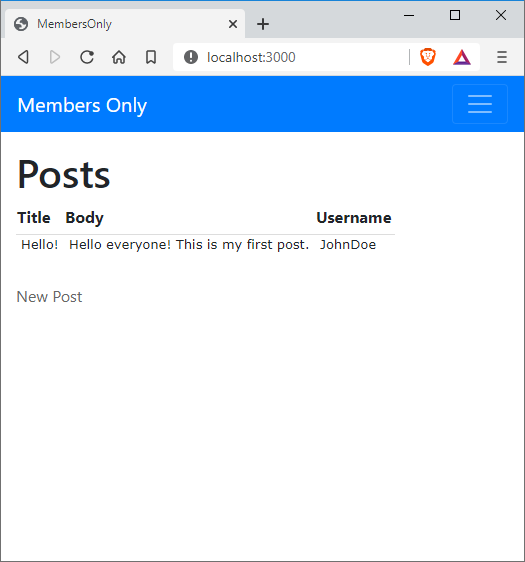 MembersOnly
localhost:3000
Members Only
Posts
Title Body Username
Hello! Hello everyone! This is my first post. JohnDoe
New Post